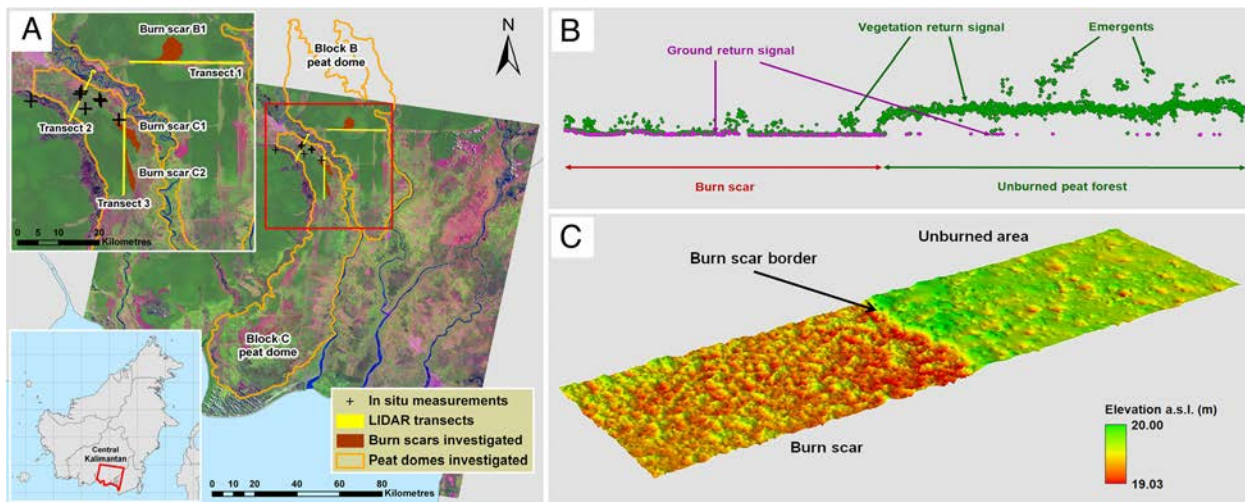 A
Burn scar B1
Transect 1
Transect 2
Burn scar C1
Burn scar C2
Transect 3
0 5 10 20
Kilometres
Block B
peat dome
N
Block C
peat dome
Central
Kalimantan
In situ measurements
LIDAR transects
Burn scars investigated
Peat domes investigated
0 10 20 40 60 80
Kilometres
B
Ground return signal
Vegetation return signal
Emergents
Burn scar
Unburned peat forest
C
Unburned area
Burn scar border
Burn scar
Elevation a.s.l. (m)
20.00
19.03